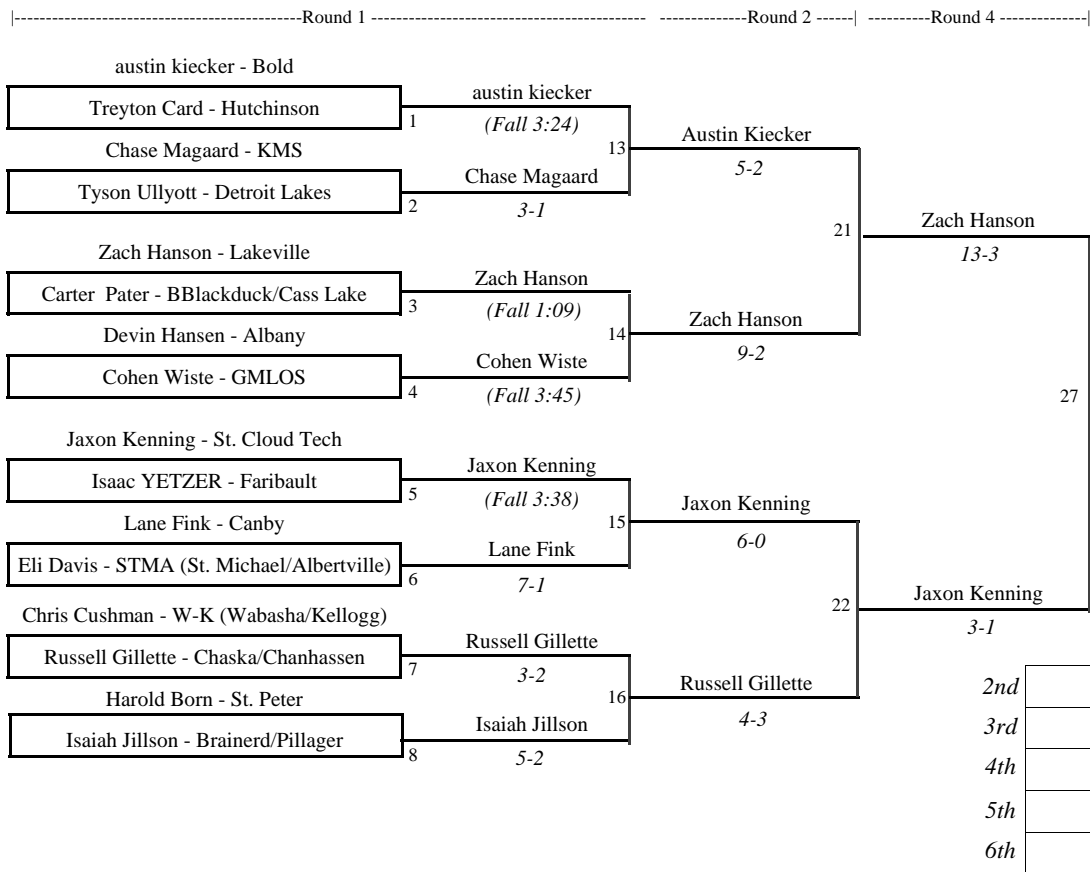 |----------------------------------------Round 1 -------------------------------------- ------------Round 2 ------| ---------Round 4 -------------|
austin kiecker - Bold
Treyton Card - Hutchinson
1
austin kiecker
(Fall 3:24)
Chase Magaard - KMS
Tyson Ullyott - Detroit Lakes
2
Chase Magaard
3-1
13
Austin Kiecker
5-2
Zach Hanson - Lakeville
Carter Pater - BBlackduck/Cass Lake
3
Zach Hanson
(Fall 1:09)
Devin Hansen - Albany
Cohen Wiste - GMLOS
4
Cohen Wiste
(Fall 3:45)
14
Zach Hanson
9-2
21
Zach Hanson
13-3
Jaxon Kenning - St. Cloud Tech
Isaac YETZER - Faribault
5
Jaxon Kenning
(Fall 3:38)
Lane Fink - Canby
Eli Davis - STMA (St. Michael/Albertville)
6
Lane Fink
7-1
15
Jaxon Kenning
6-0
Chris Cushman - W-K (Wabasha/Kellogg)
Russell Gillette - Chaska/Chanhassen
7
Russell Gillette
3-2
Harold Born - St. Peter
Isaiah Jillson - Brainerd/Pillager
8
Isaiah Jillson
5-2
16
Russell Gillette
4-3
22
Jaxon Kenning
3-1
27
2nd
3rd
4th
5th
6th